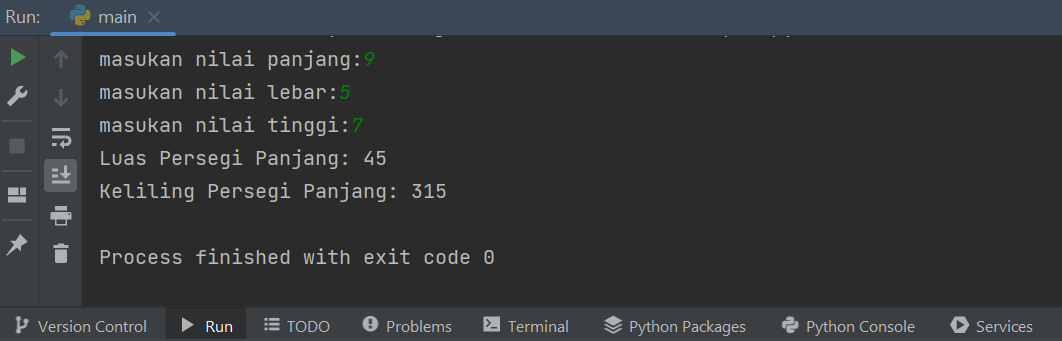 Run: main
masukan nilai panjang:9
masukan nilai lebar:5
masukan nilai tinggi:7
Luas Persegi Panjang: 45
Keliling Persegi Panjang: 315
Process finished with exit code 0
Version Control Run TODO Problems Terminal Python Packages Python Console Services